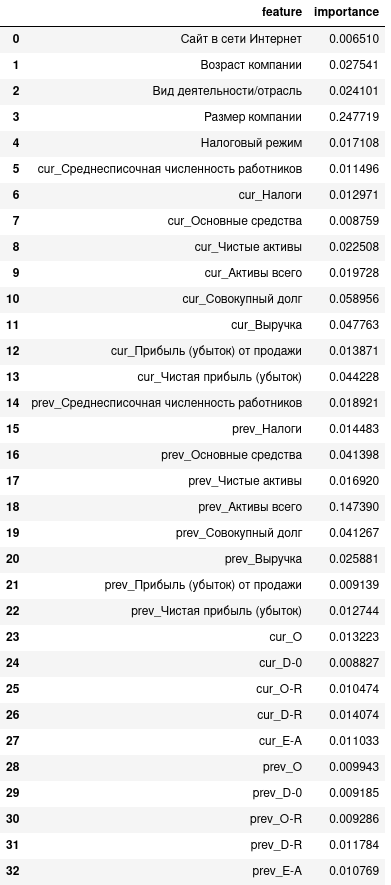 feature importance
0 Сайт в сети Интернет 0.006510
1 Возраст компании 0.027541
2 Вид деятельности/отрасль 0.024101
3 Размер компании 0.247719
4 Налоговый режим 0.017108
5 cur_Среднесписочная численность работников 0.011496
6 cur_Налоги 0.012971
7 cur_Основные средства 0.008759
8 cur_Чистые активы 0.022508
9 cur_Активы всего 0.019728
10 cur_Совокупный долг 0.058956
11 cur_Выручка 0.047763
12 cur_Прибыль (убыток) от продажи 0.013871
13 cur_Чистая прибыль (убыток) 0.044228
14 prev_Среднесписочная численность работников 0.018921
15 prev_Налоги 0.014483
16 prev_Основные средства 0.041398
17 prev_Чистые активы 0.016920
18 prev_Активы всего 0.147390
19 prev_Совокупный долг 0.041267
20 prev_Выручка 0.025881
21 prev_Прибыль (убыток) от продажи 0.009139
22 prev_Чистая прибыль (убыток) 0.012744
23 cur_O 0.013223
24 cur_D-0 0.008827
25 cur_O-R 0.010474
26 cur_D-R 0.014074
27 cur_E-A 0.011033
28 prev_O 0.009943
29 prev_D-0 0.009185
30 prev_O-R 0.009286
31 prev_D-R 0.011784
32 prev_E-A 0.010769